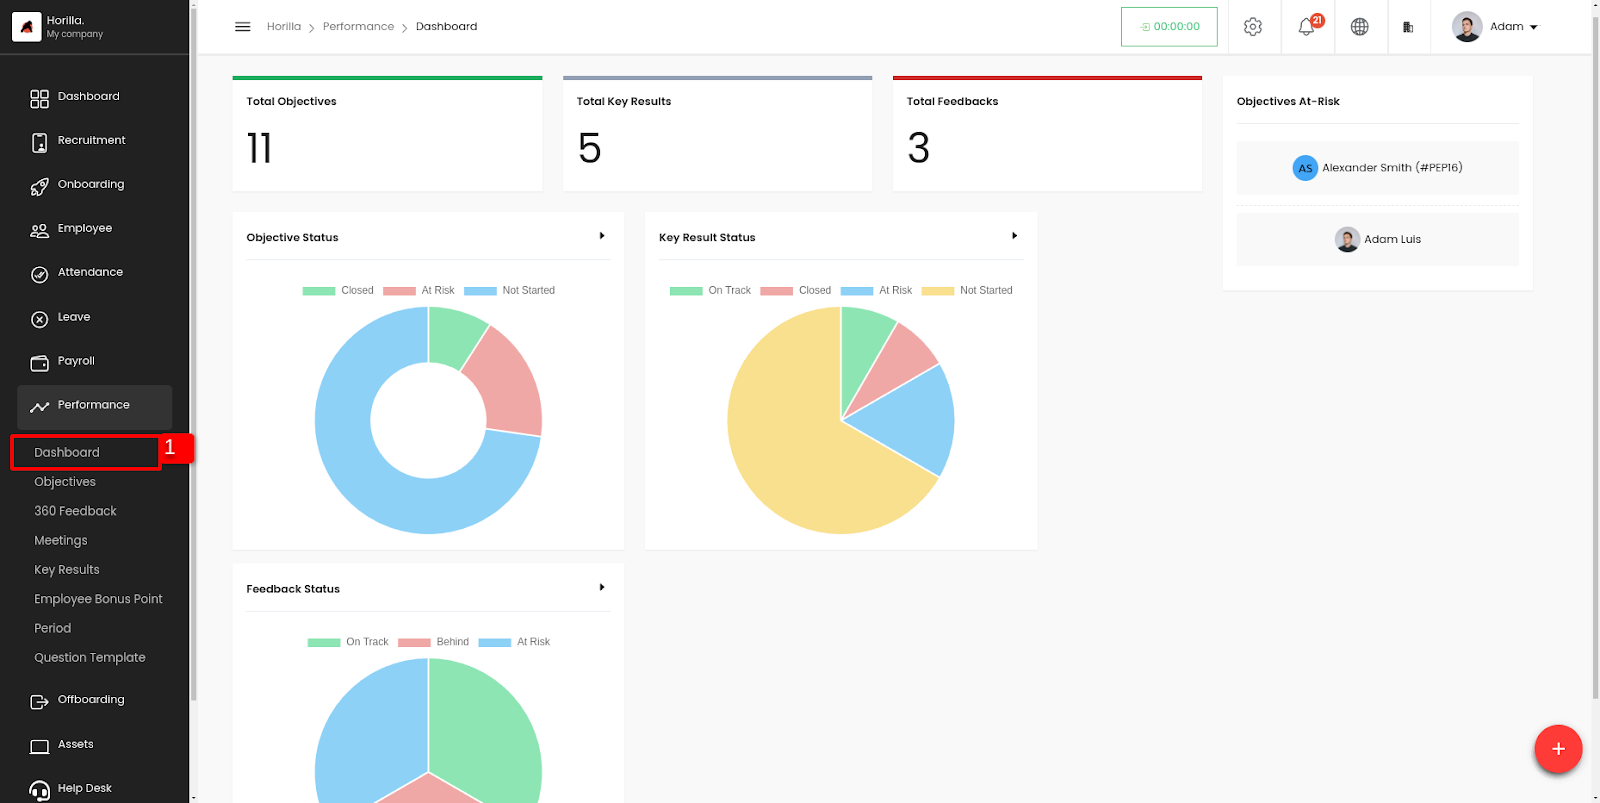 Horilla.
My company
Dashboard
Recruitment
Onboarding
Employee
Attendance
Leave
Payroll
Performance
Dashboard
1
Objectives
360 Feedback
Meetings
Key Results
Employee Bonus Point
Period
Question Template
Offboarding
Assets
Help Desk
Horilla
Performance
Dashboard
00:00:00
21
Adam
Total Objectives
11
Total Key Results
5
Total Feedbacks
3
Objectives At-Risk
AS Alexander Smith (#PEP16)
Adam Luis
Objective Status
Closed At Risk Not Started
Key Result Status
On Track Closed At Risk Not Started
Feedback Status
On Track Behind At Risk
+